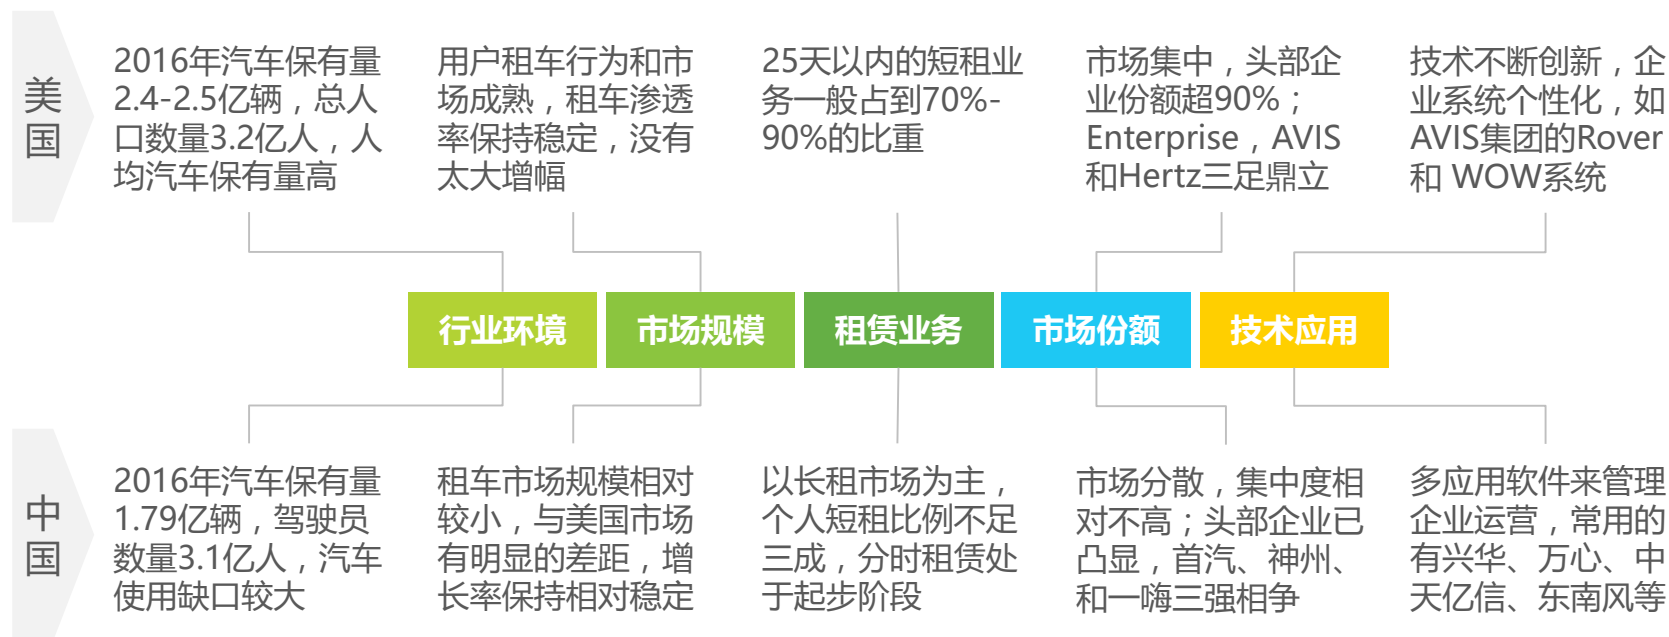 美国
2016年汽车保有量
2.4-2.5亿辆，总人
口数量3.2亿人，人
均汽车保有量高
用户租车行为和市
场成熟，租车渗透
率保持稳定，没有
太大增幅
25天以内的短租业
务一般占到70%-
90%的比重
市场集中，头部企
业份额超90%；
Enterprise，AVIS
和Hertz三足鼎立
技术不断创新，企
业系统个性化，如
AVIS集团的Rover
和 WOW系统
行业环境
市场规模
租赁业务
市场份额
技术应用
中国
2016年汽车保有量
1.79亿辆，驾驶员
数量3.1亿人，汽车
使用缺口较大
租车市场规模相对
较小，与美国市场
有明显的差距，增
长率保持相对稳定
以长租市场为主，
个人短租比例不足
三成，分时租赁处
于起步阶段
市场分散，集中度相
对不高；头部企业已
凸显，首汽、神州、
和一嗨三强相争
多应用软件来管理
企业运营，常用的
有兴华、万心、中
天亿信、东南风等